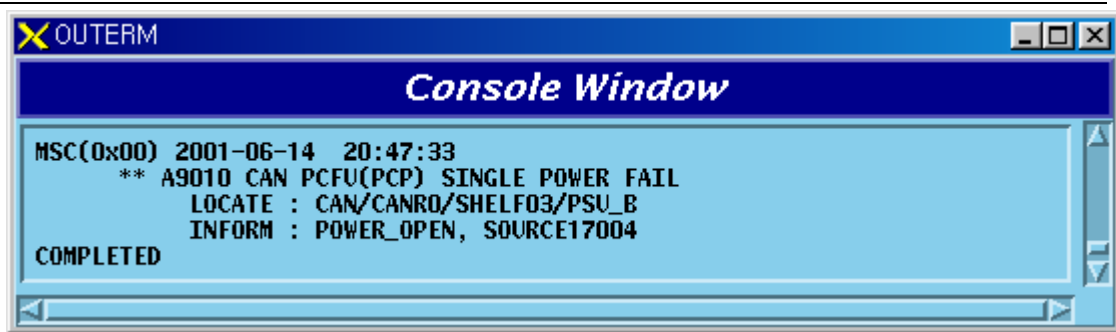 OUTERM
Console Window
MSC(0x00) 2001-06-14 20:47:33
** A9010 CAN PCFU(PCP) SINGLE POWER FAIL
LOCATE : CAN/CANR0/SHELF03/PSU_B
INFORM : POWER_OPEN, SOURCE17004
COMPLETED